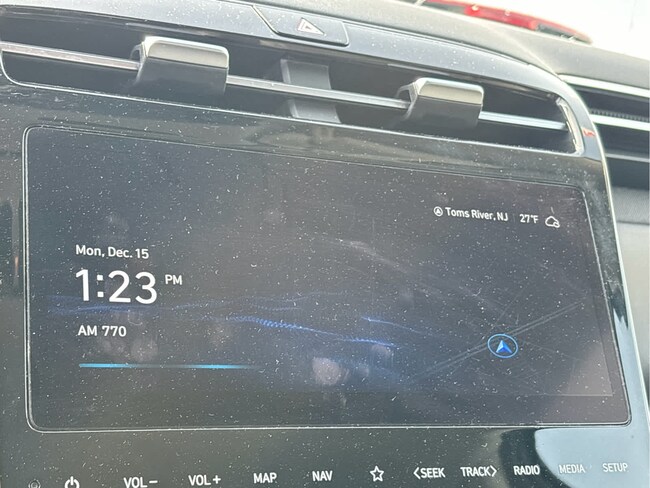 Toms River, NJ 27°F
Mon, Dec. 15
1:23 PM
AM 770
VOL− VOL+ MAP NAV <SEEK TRACK> RADIO MEDIA SETUP